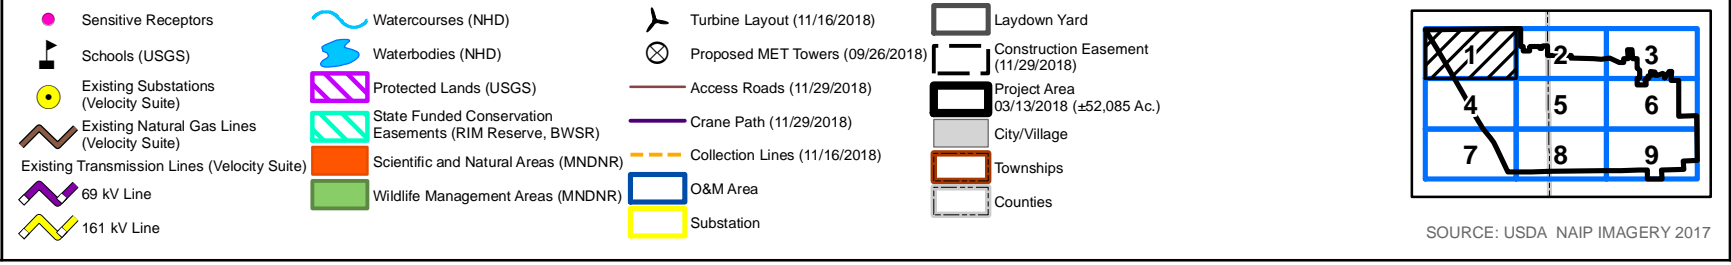 Sensitive Receptors
Schools (USGS)
Existing Substations
(Velocity Suite)
Existing Natural Gas Lines
(Velocity Suite)
Existing Transmission Lines (Velocity Suite)
69 kV Line
161 kV Line
Watercourses (NHD)
Waterbodies (NHD)
Protected Lands (USGS)
State Funded Conservation
Easements (RIM Reserve, BWSR)
Scientific and Natural Areas (MNDNR)
Wildlife Management Areas (MNDNR)
Turbine Layout (11/16/2018)
Proposed MET Towers (09/26/2018)
Access Roads (11/29/2018)
Crane Path (11/29/2018)
Collection Lines (11/16/2018)
O&M Area
Substation
Laydown Yard
Construction Easement
(11/29/2018)
Project Area
03/13/2018 (±52,085 Ac.)
City/Village
Townships
Counties
1 2 3
4 5 6
7 8 9
SOURCE: USDA NAIP IMAGERY 2017